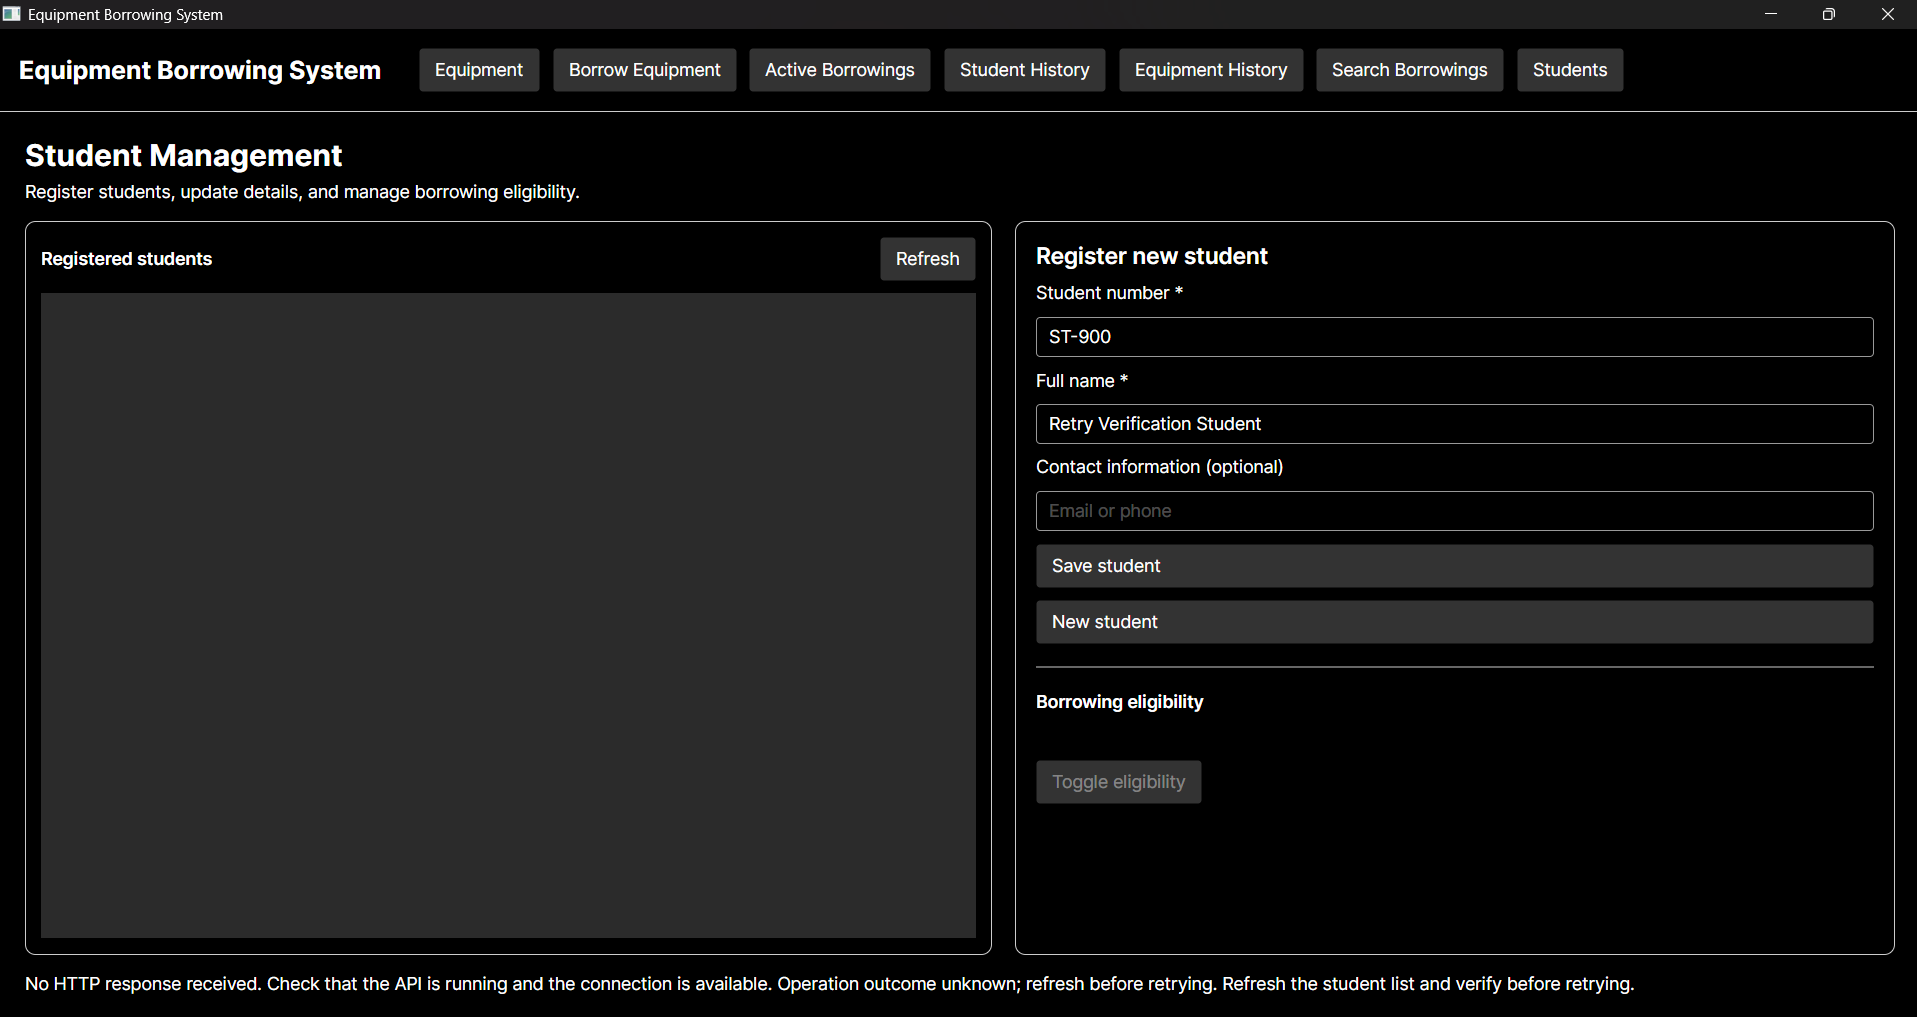 Equipment Borrowing System
Equipment Borrowing System
Equipment
Borrow Equipment
Active Borrowings
Student History
Equipment History
Search Borrowings
Students
Student Management
Register students, update details, and manage borrowing eligibility.
Registered students
Refresh
Register new student
Student number *
ST-900
Full name *
Retry Verification Student
Contact information (optional)
Email or phone
Save student
New student
Borrowing eligibility
Toggle eligibility
No HTTP response received. Check that the API is running and the connection is available. Operation outcome unknown; refresh before retrying. Refresh the student list and verify before retrying.